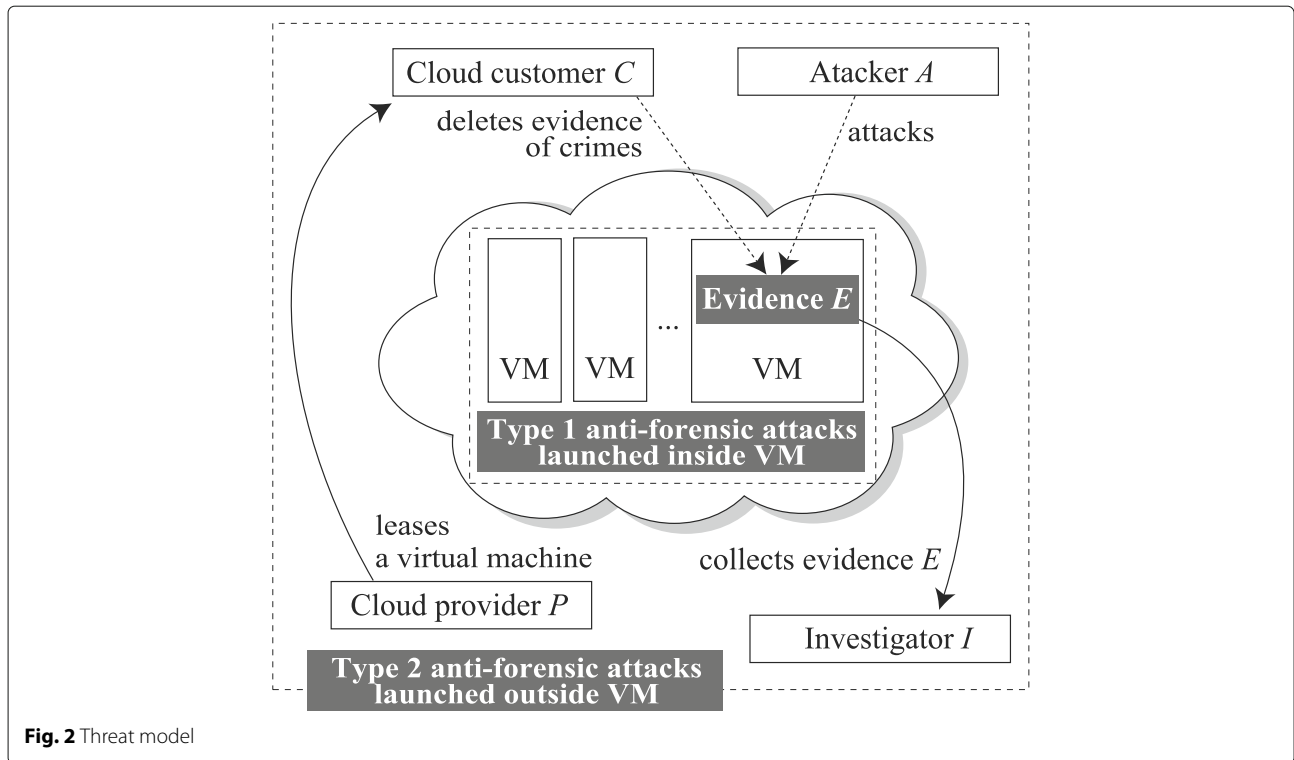 Cloud customer C
Atacker A
deletes evidence
of crimes
attacks
Evidence E
...
VM
VM
VM
Type 1 anti-forensic attacks
launched inside VM
leases
a virtual machine
collects evidence E
Cloud provider P
Investigator I
Type 2 anti-forensic attacks
launched outside VM
Fig. 2 Threat model